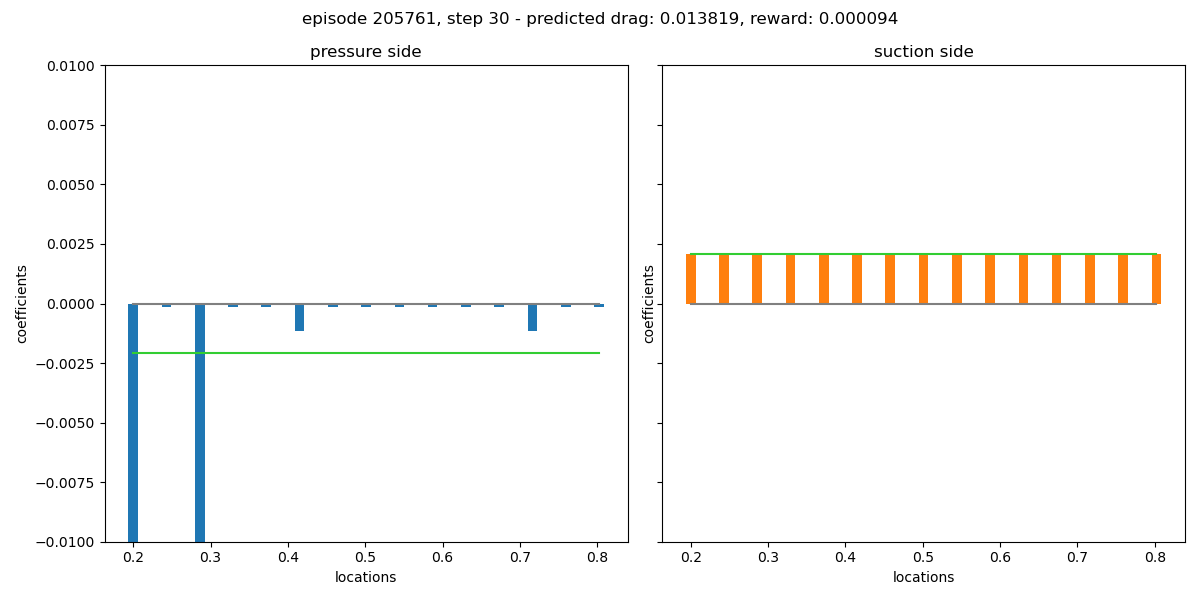 episode 205761, step 30 - predicted drag: 0.013819, reward: 0.000094
pressure side
suction side
0.0100
0.0075
0.0050
0.0025
0.0000
−0.0025
−0.0050
−0.0075
−0.0100
coefficients
coefficients
0.2 0.3 0.4 0.5 0.6 0.7 0.8
0.2 0.3 0.4 0.5 0.6 0.7 0.8
locations
locations